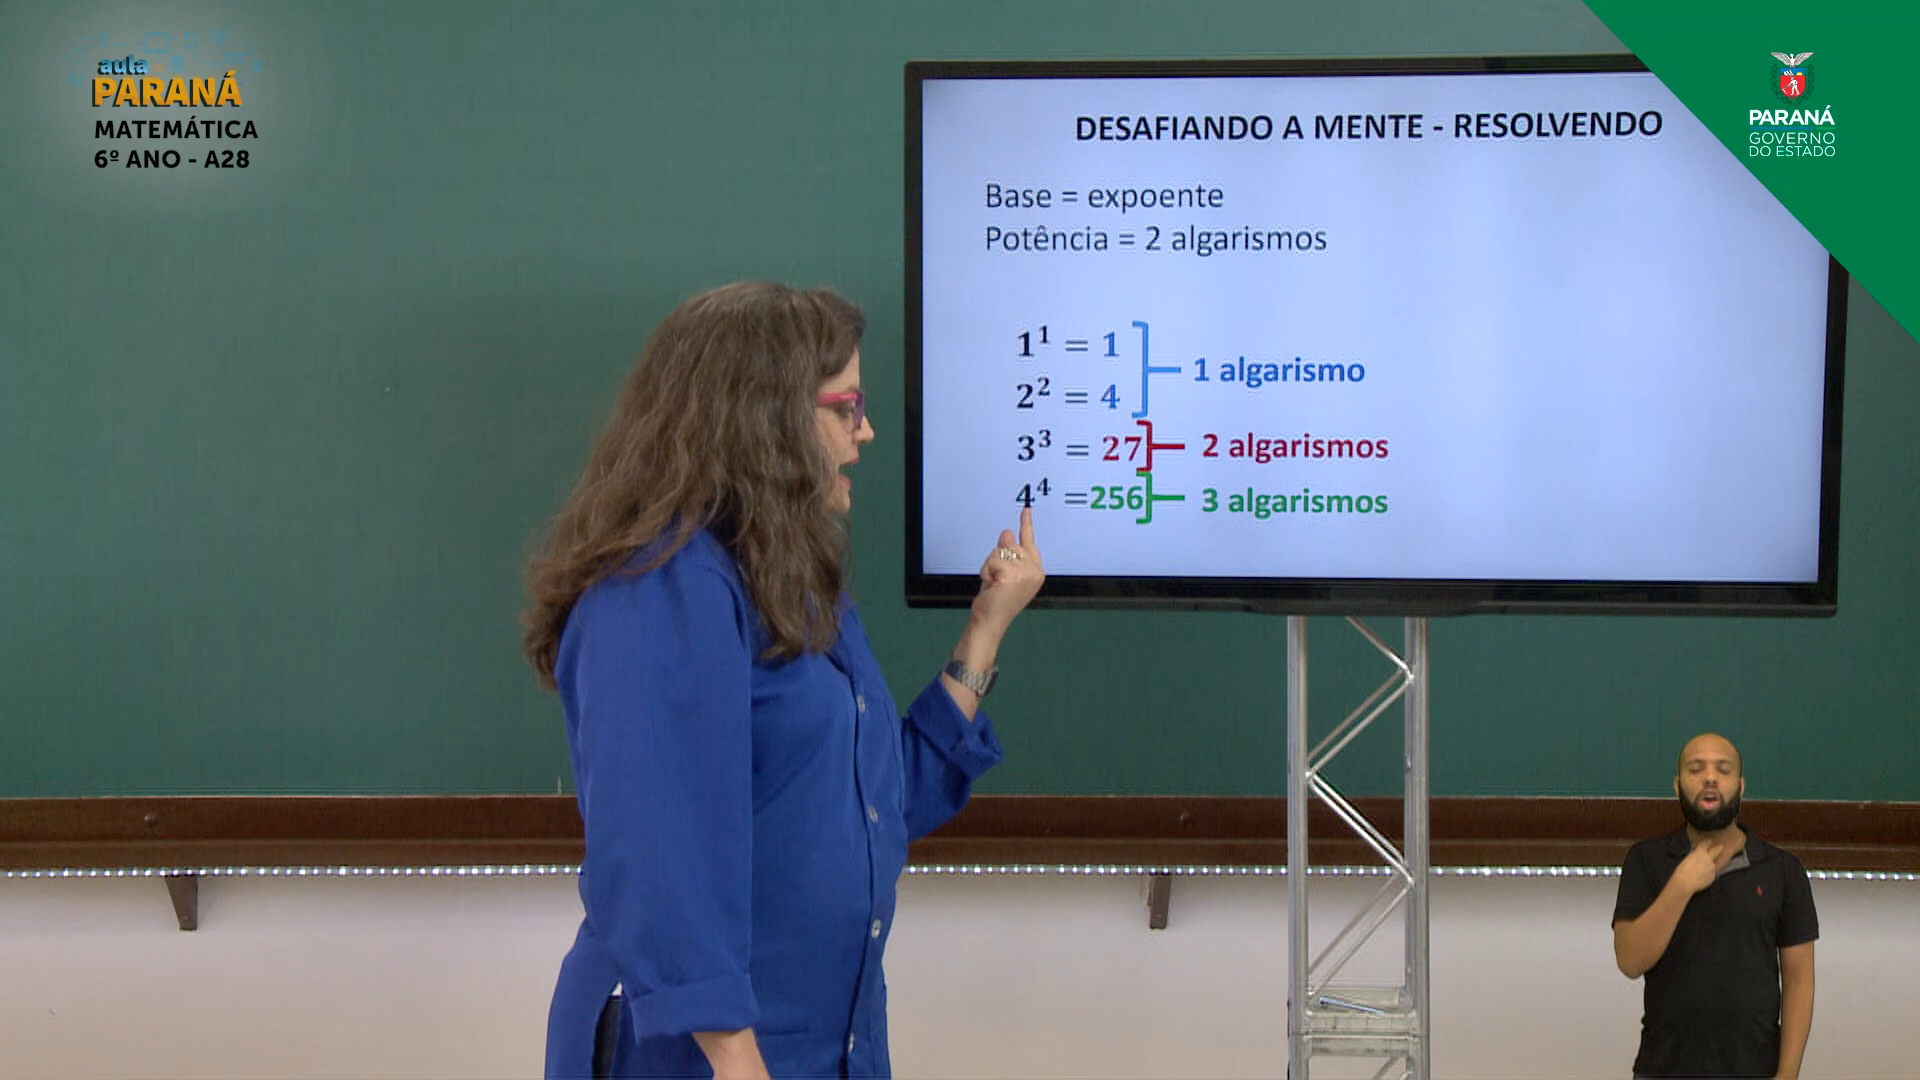 aula
PARANÁ
MATEMÁTICA
6º ANO - A28
PARANÁ
GOVERNO
DO ESTADO
DESAFIANDO A MENTE - RESOLVENDO
Base = expoente
Potência = 2 algarismos
1¹ = 1
2² = 4
1 algarismo
3³ = 27
2 algarismos
4⁴ =256
3 algarismos